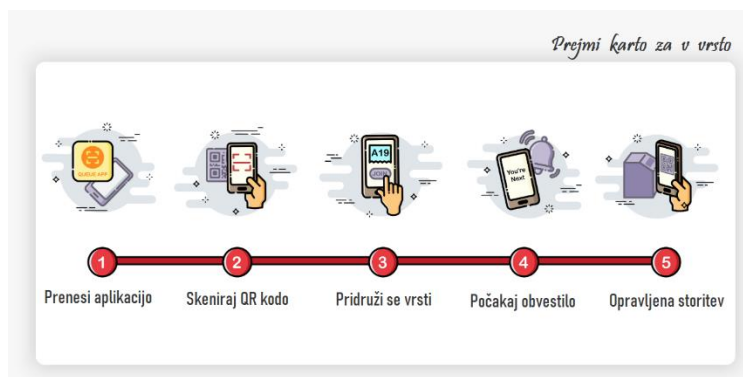 Prejmi karto za v vrsto
QUEUE APP
A19
JOIN
You're
Next
1
2
3
4
5
Prenesi aplikacijo
Skeniraj QR kodo
Pridruži se vrsti
Počakaj obvestilo
Opravljena storitev